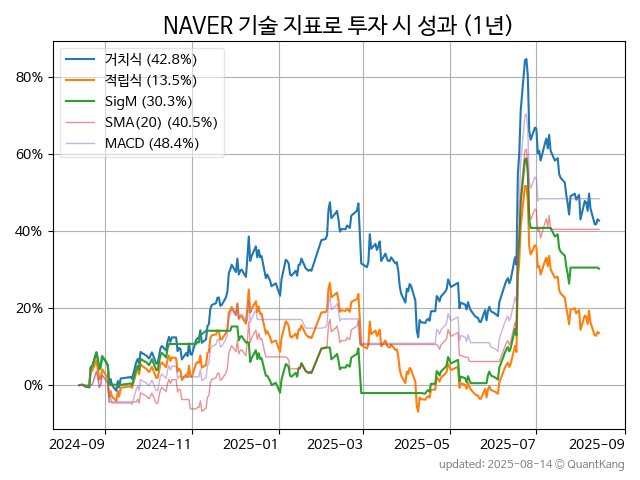 NAVER 기술 지표로 투자 시 성과 (1년)
거치식 (42.8%)
적립식 (13.5%)
SigM (30.3%)
SMA(20) (40.5%)
MACD (48.4%)
80%
60%
40%
20%
0%
2024-09 2024-11 2025-01 2025-03 2025-05 2025-07 2025-09
updated: 2025-08-14 © QuantKang